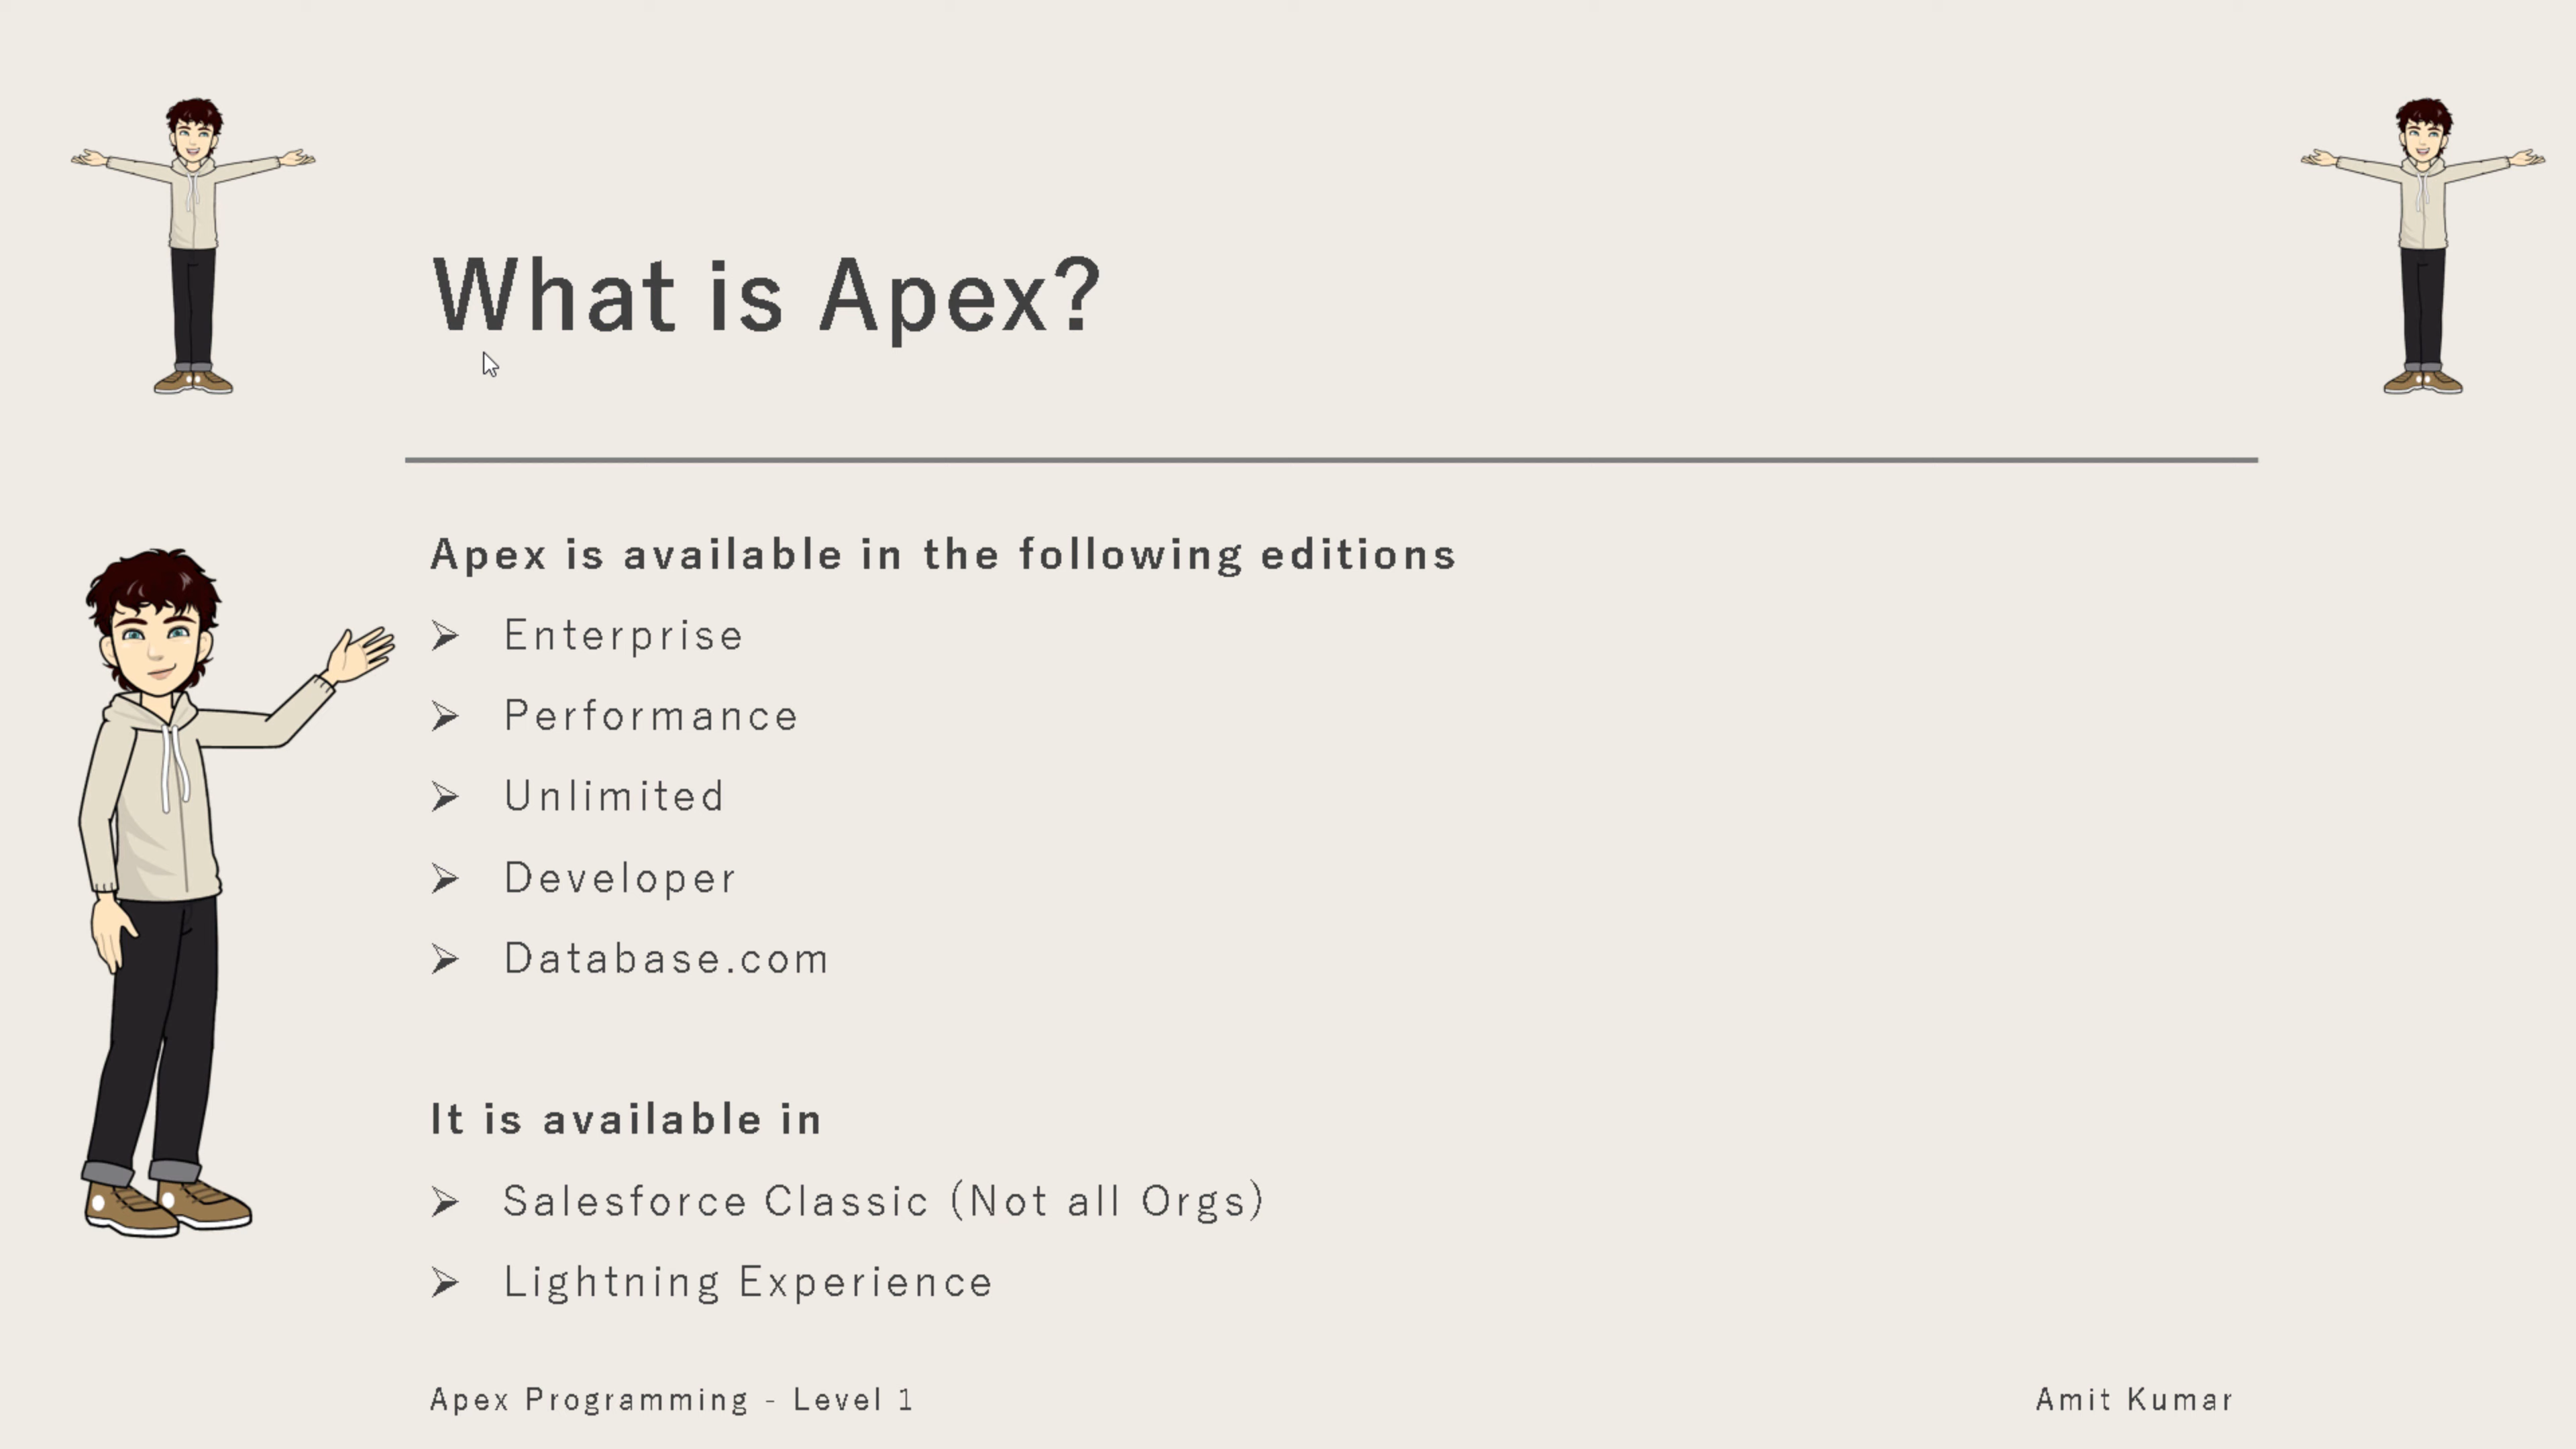 What is Apex?
Apex is available in the following editions
➢ Enterprise
➢ Performance
➢ Unlimited
➢ Developer
➢ Database.com
It is available in
➢ Salesforce Classic (Not all Orgs)
➢ Lightning Experience
Apex Programming - Level 1
Amit Kumar